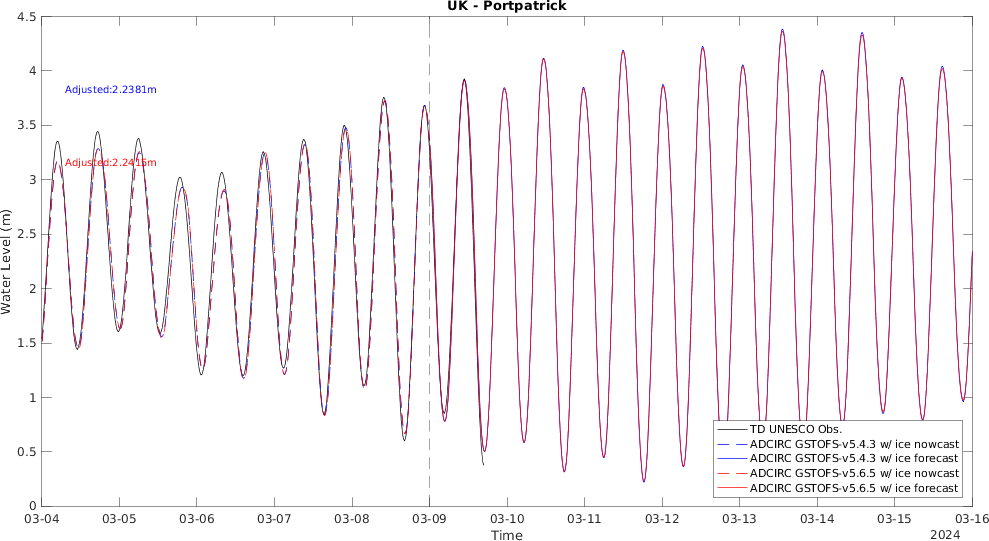 UK - Portpatrick
4.5
4
3.5
3
2.5
2
1.5
1
0.5
0
Water Level (m)
Adjusted:2.2381m
Adjusted:2.2415m
TD UNESCO Obs.
ADCIRC GSTOFS-v5.4.3 w/ ice nowcast
ADCIRC GSTOFS-v5.4.3 w/ ice forecast
ADCIRC GSTOFS-v5.6.5 w/ ice nowcast
ADCIRC GSTOFS-v5.6.5 w/ ice forecast
03-04 03-05 03-06 03-07 03-08 03-09 03-10 03-11 03-12 03-13 03-14 03-15 03-16
Time
2024